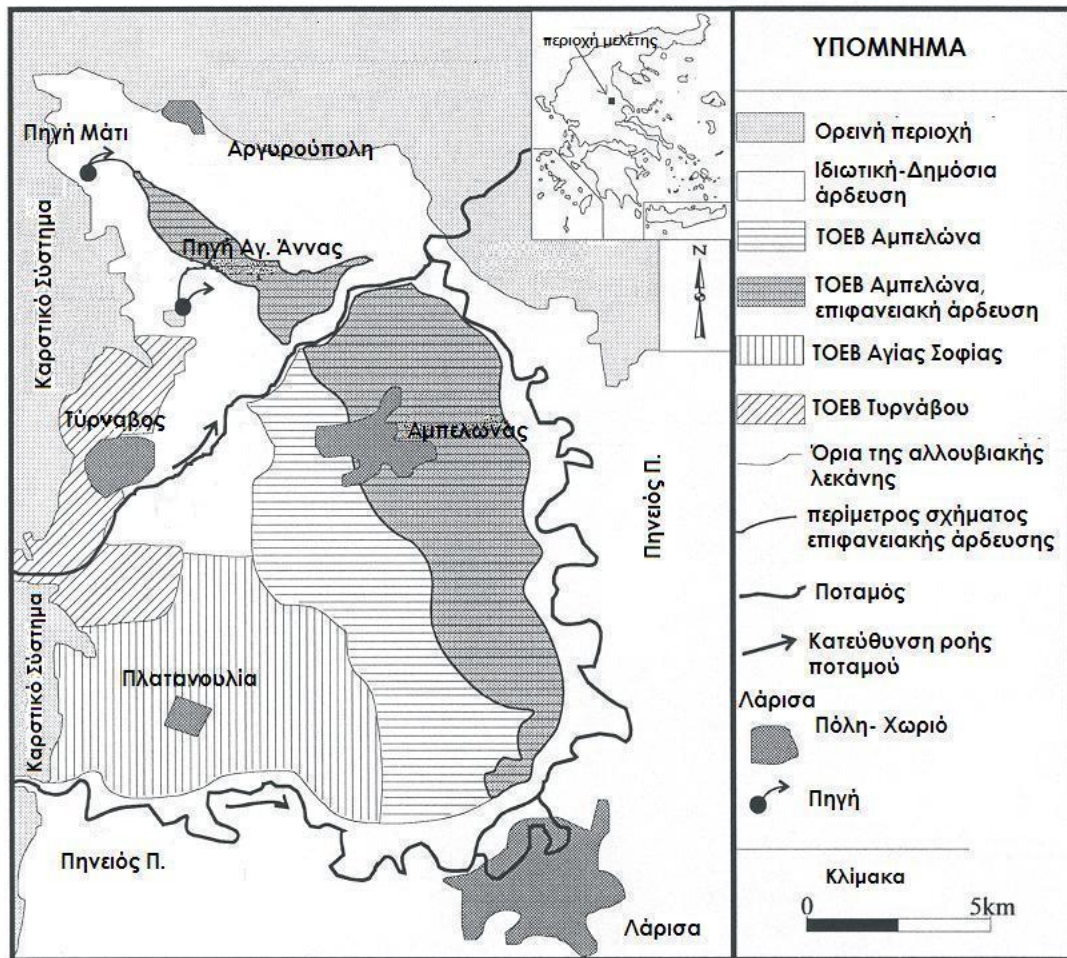 περιοχή μελέτης
Πηγή Μάτι
Αργυρούπολη
Καρστικό Σύστημα
Πηγή Αγ. Άννας
N
Τύρναβος
Αμπελώνας
Πηνειός Π.
Καρστικό Σύστημα
Πλατανουλία
Πηνειός Π.
Λάρισα
ΥΠΟΜΝΗΜΑ
Ορεινή περιοχή
Ιδιωτική-Δημόσια
άρδευση
ΤΟΕΒ Αμπελώνα
ΤΟΕΒ Αμπελώνα,
επιφανειακή άρδευση
ΤΟΕΒ Αγίας Σοφίας
ΤΟΕΒ Τυρνάβου
Όρια της αλλουβιακής
λεκάνης
περίμετρος σχήματος
επιφανειακής άρδευσης
Ποταμός
Κατεύθυνση ροής
ποταμού
Λάρισα
Πόλη- Χωριό
Πηγή
Κλίμακα
0 5km